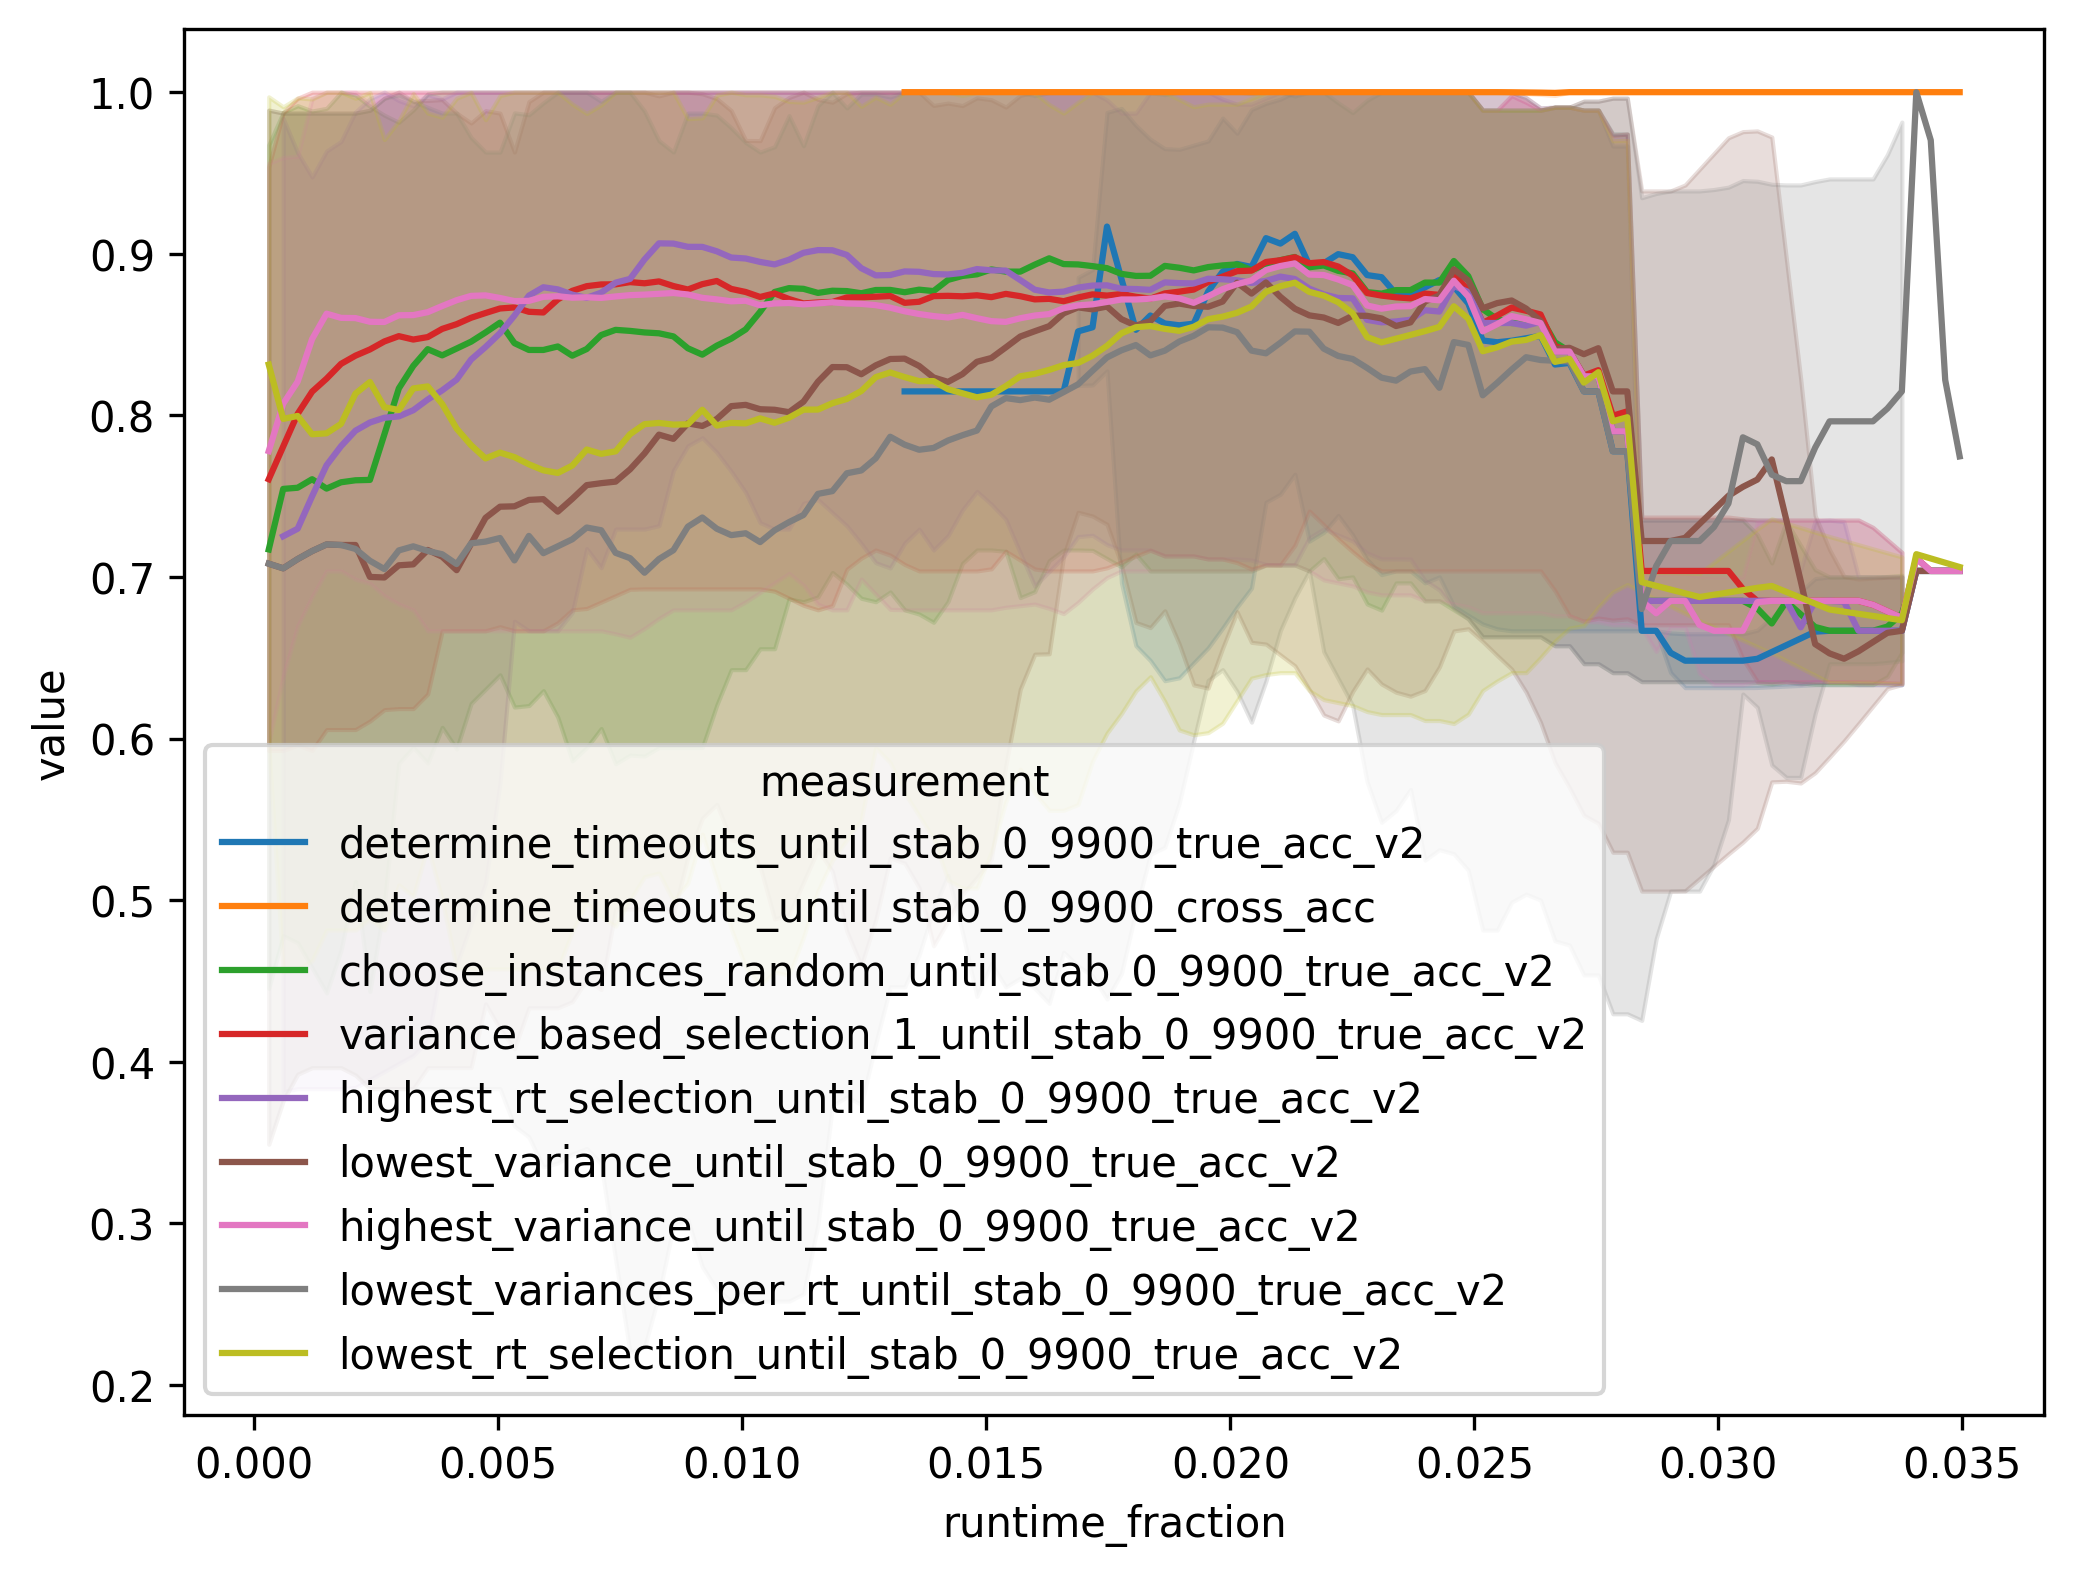 1.0
0.9
0.8
0.7
0.6
0.5
0.4
0.3
0.2
value
measurement
determine_timeouts_until_stab_0_9900_true_acc_v2
determine_timeouts_until_stab_0_9900_cross_acc
choose_instances_random_until_stab_0_9900_true_acc_v2
variance_based_selection_1_until_stab_0_9900_true_acc_v2
highest_rt_selection_until_stab_0_9900_true_acc_v2
lowest_variance_until_stab_0_9900_true_acc_v2
highest_variance_until_stab_0_9900_true_acc_v2
lowest_variances_per_rt_until_stab_0_9900_true_acc_v2
lowest_rt_selection_until_stab_0_9900_true_acc_v2
0.000 0.005 0.010 0.015 0.020 0.025 0.030 0.035
runtime_fraction